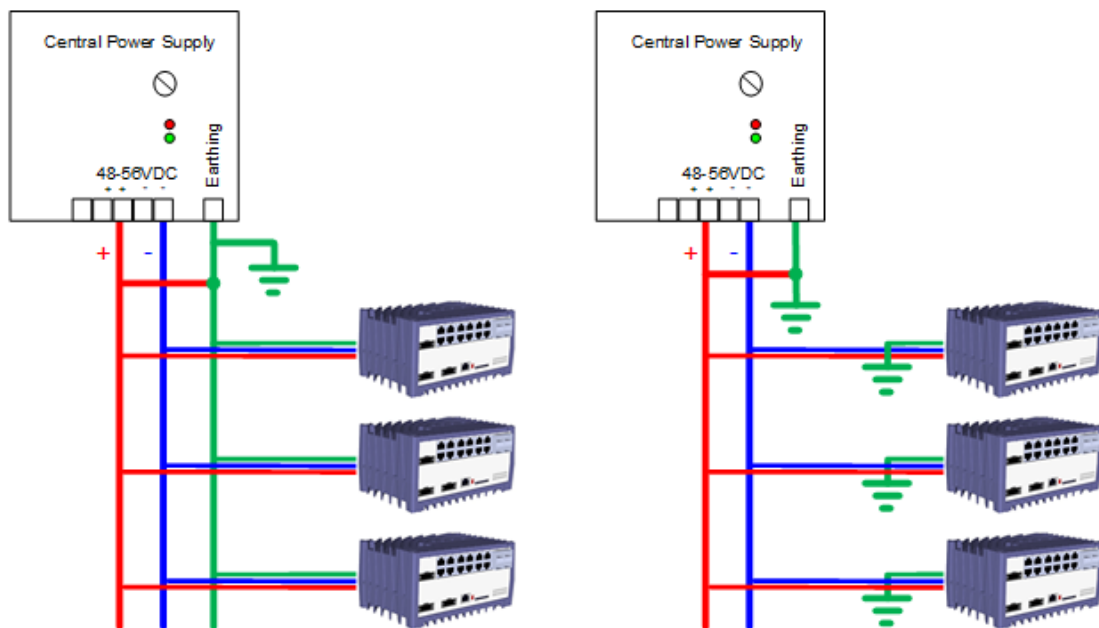 Central Power Supply
48-56VDC
+ + - -
Earthing
+ -
Central Power Supply
48-56VDC
+ + - -
Earthing
+ -